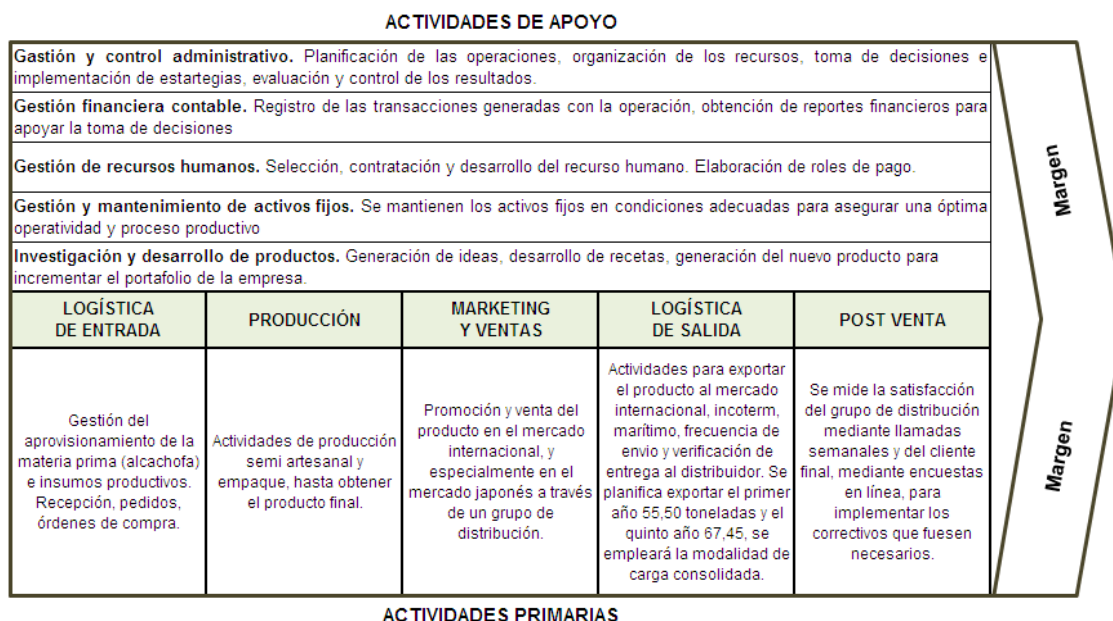 ACTIVIDADES DE APOYO
Gastión y control administrativo. Planificación de las operaciones, organización de los recursos, toma de decisiones e
implementación de estartegias, evaluación y control de los resultados.
Gestión financiera contable. Registro de las transacciones generadas con la operación, obtención de reportes financieros para
apoyar la toma de decisiones
Gestión de recursos humanos. Selección, contratación y desarrollo del recurso humano. Elaboración de roles de pago.
Gestión y mantenimiento de activos fijos. Se mantienen los activos fijos en condiciones adecuadas para asegurar una óptima
operatividad y proceso productivo
Investigación y desarrollo de productos. Generación de ideas, desarrollo de recetas, generación del nuevo producto para
incrementar el portafolio de la empresa.
Margen
LOGÍSTICA
DE ENTRADA
PRODUCCIÓN
MARKETING
Y VENTAS
LOGÍSTICA
DE SALIDA
POST VENTA
Gestión del
aprovisionamiento de la
materia prima (alcachofa)
e insumos productivos.
Recepción, pedidos,
órdenes de compra.
Actividades de producción
semi artesanal y
empaque, hasta obtener
el producto final.
Promoción y venta del
producto en el mercado
internacional, y
especialmente en el
mercado japonés a través
de un grupo de
distribución.
Actividades para exportar
el producto al mercado
internacional, incoterm,
marítimo, frecuencia de
envio y verificación de
entrega al distribuidor. Se
planifica exportar el primer
año 55,50 toneladas y el
quinto año 67,45, se
empleará la modalidad de
carga consolidada.
Se mide la satisfacción
del grupo de distribución
mediante llamadas
semanales y del cliente
final, mediante encuestas
en línea, para
implementar los
correctivos que fuesen
necesarios.
Margen
ACTIVIDADES PRIMARIAS